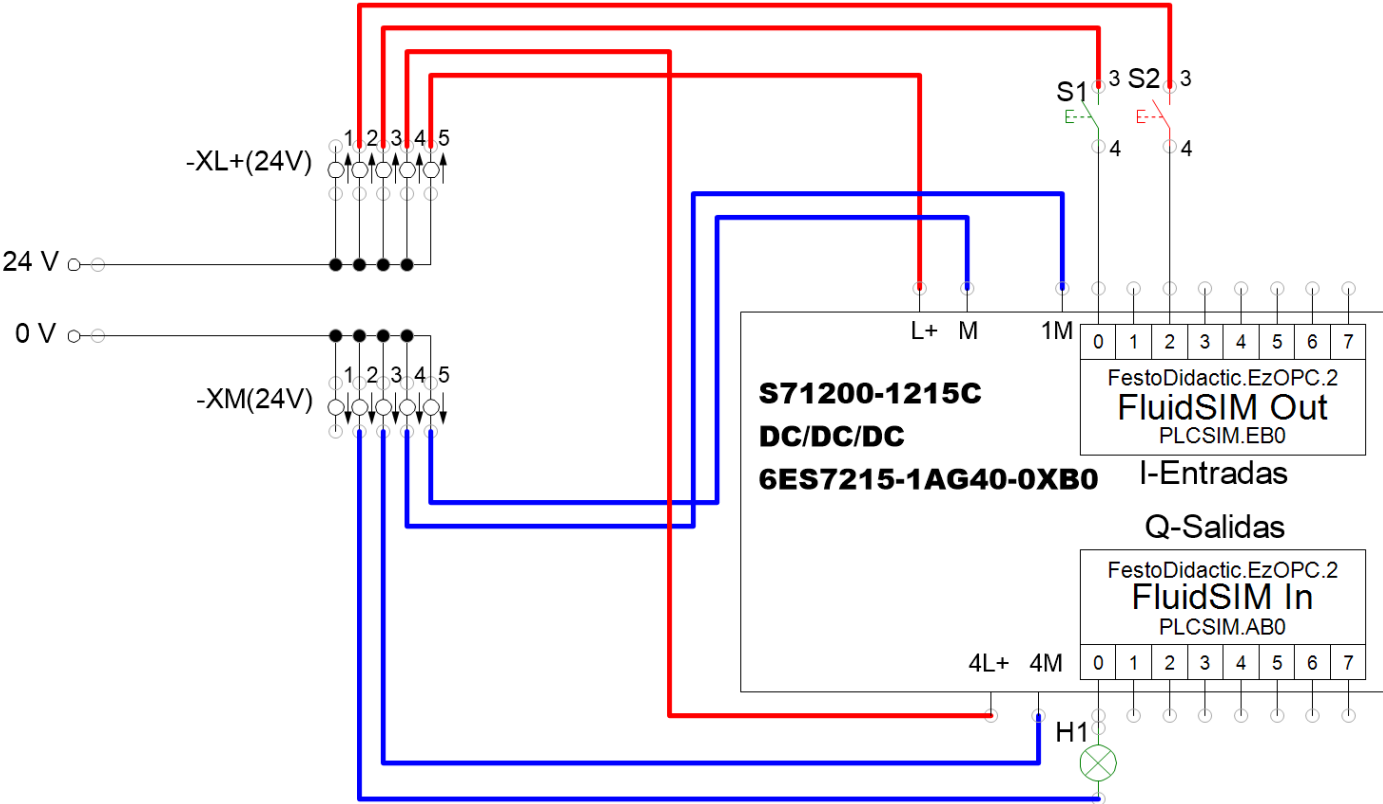 S1 3 S2 3
4 4
-XL+(24V) 1 2 3 4 5
24 V
0 V
-XM(24V) 1 2 3 4 5
L+ M 1M 0 1 2 3 4 5 6 7
S71200-1215C
DC/DC/DC
6ES7215-1AG40-0XB0
FestoDidactic.EzOPC.2
FluidSIM Out
PLCSIM.EB0
I-Entradas
Q-Salidas
FestoDidactic.EzOPC.2
FluidSIM In
PLCSIM.AB0
4L+ 4M 0 1 2 3 4 5 6 7
H1